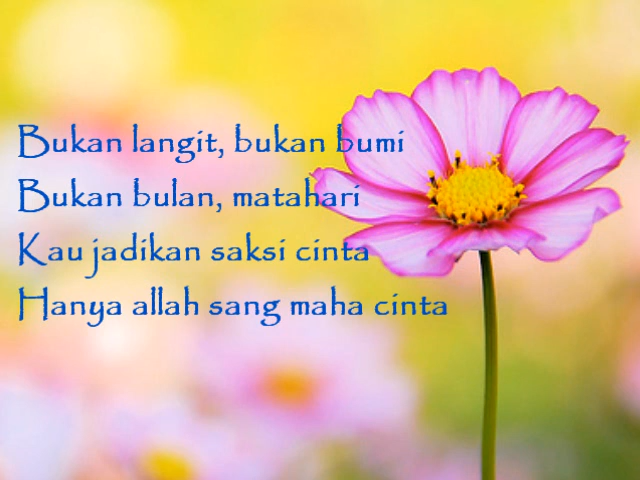 Bukan langit, bukan bumi
Bukan bulan, matahari
Kau jadikan saksi cinta
Hanya allah sang maha cinta